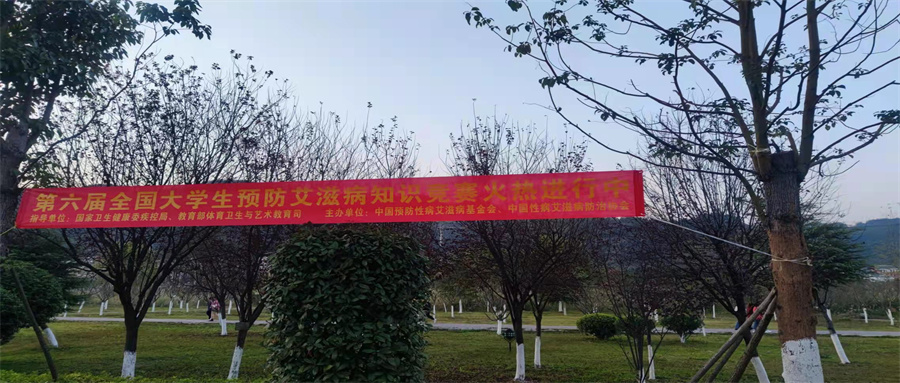 第六届全国大学生预防艾滋病知识竞赛火热进行中
指导单位：国家卫生健康委疾控局、教育部体育卫生与艺术教育司 主办单位：中国预防性病艾滋病基金会、中国性病艾滋病防治协会